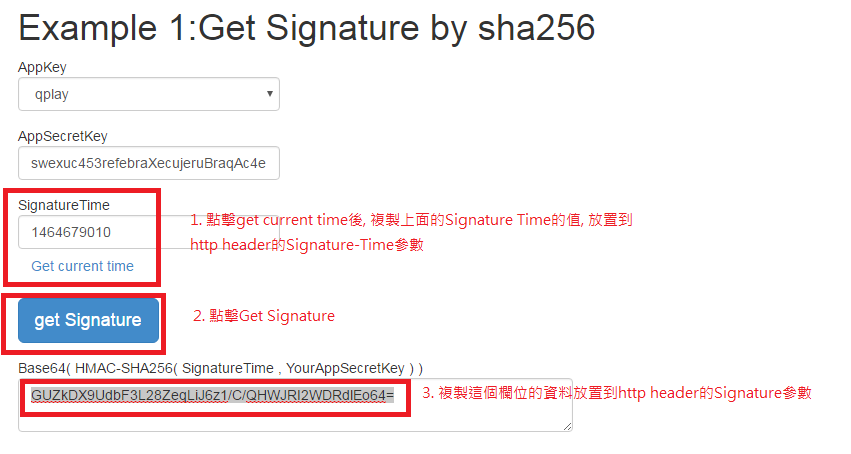 Example 1:Get Signature by sha256
AppKey
qplay
AppSecretKey
swexuc453refebraXecujeruBraqAc4e
SignatureTime
1464679010
1. 點擊get current time後, 複製上面的Signature Time的值, 放置到
http header的Signature-Time參數
Get current time
get Signature
2. 點擊Get Signature
Base64( HMAC-SHA256( SignatureTime , YourAppSecretKey ) )
GUZkDX9UdbF3L28ZeqLiJ6z1/C/QHWJRI2WDRdIEo64=
3. 複製這個欄位的資料放置到http header的Signature參數